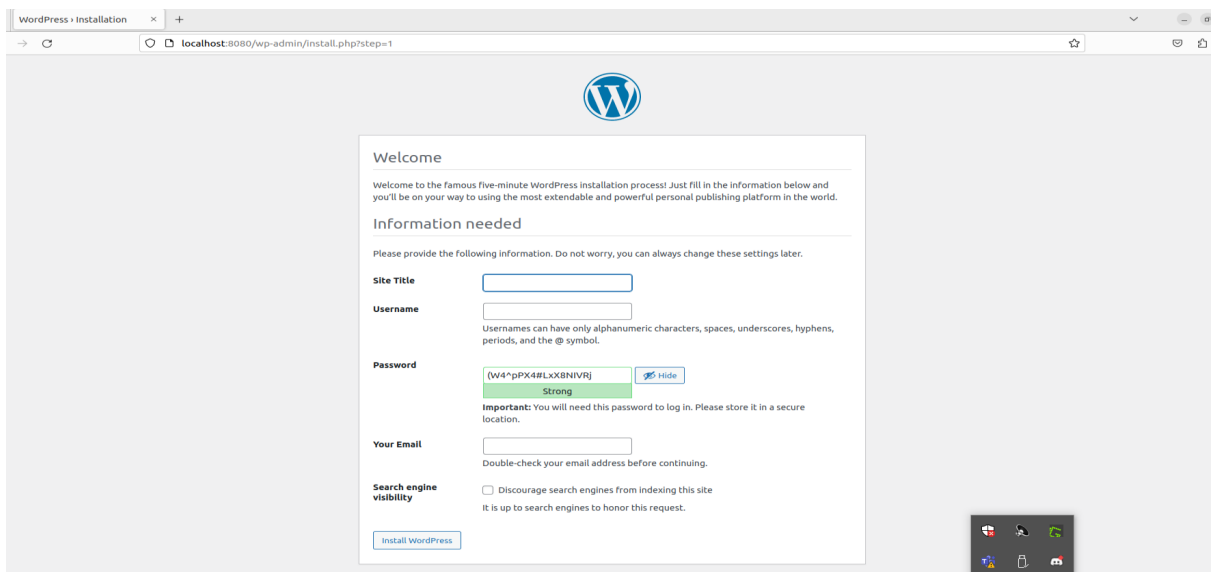 WordPress › Installation
localhost:8080/wp-admin/install.php?step=1
Welcome
Welcome to the famous five-minute WordPress installation process! Just fill in the information below and
you'll be on your way to using the most extendable and powerful personal publishing platform in the world.
Information needed
Please provide the following information. Do not worry, you can always change these settings later.
Site Title
Username
Usernames can have only alphanumeric characters, spaces, underscores, hyphens,
periods, and the @ symbol.
Password
(W4^pPX4#LxX8NIVRj
Hide
Strong
Important: You will need this password to log in. Please store it in a secure
location.
Your Email
Double-check your email address before continuing.
Search engine
visibility
Discourage search engines from indexing this site
It is up to search engines to honor this request.
Install WordPress